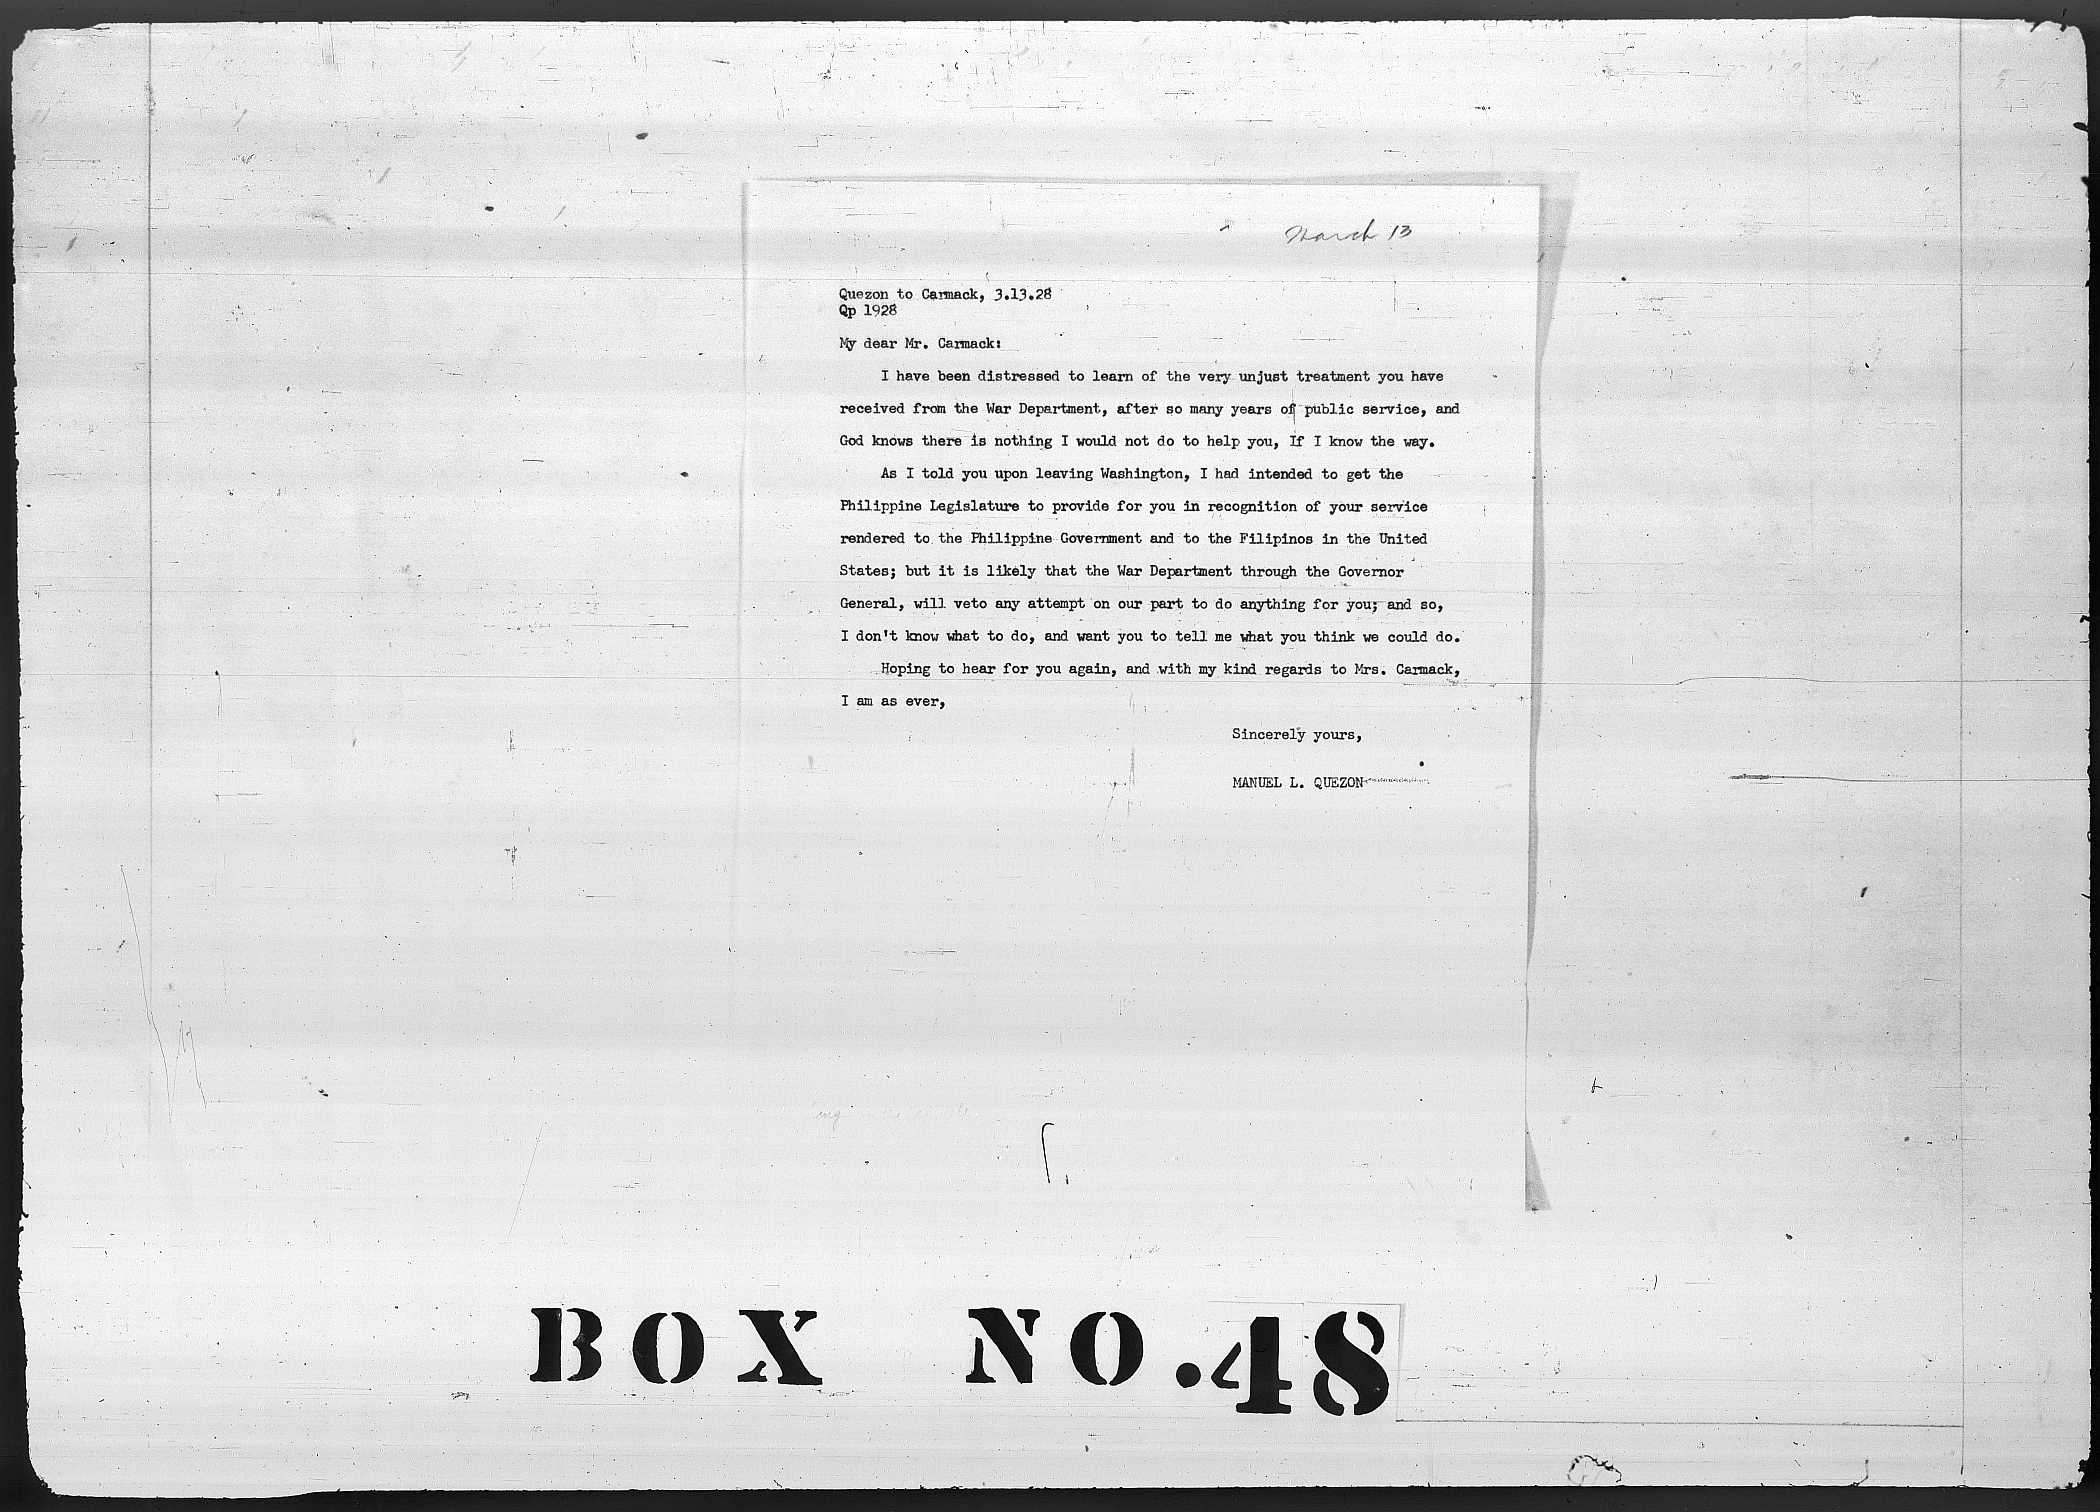 March 13
Quezon to Carmack, 3.13.28
Qp 1928
My dear Mr. Carmack:
I have been distressed to learn of the very unjust treatment you have
received from the War Department, after so many years of public service, and
God knows there is nothing I would not do to help you, If I know the way.
As I told you upon leaving Washington, I had intended to get the
Philippine Legislature to provide for you in recognition of your service
rendered to the Philippine Government and to the Filipinos in the United
States; but it is likely that the War Department through the Governor
General, will veto any attempt on our part to do anything for you; and so,
I don't know what to do, and want you to tell me what you think we could do.
Hoping to hear for you again, and with my kind regards to Mrs. Carmack,
I am as ever,
Sincerely yours,
MANUEL L. QUEZON
BOX NO.48